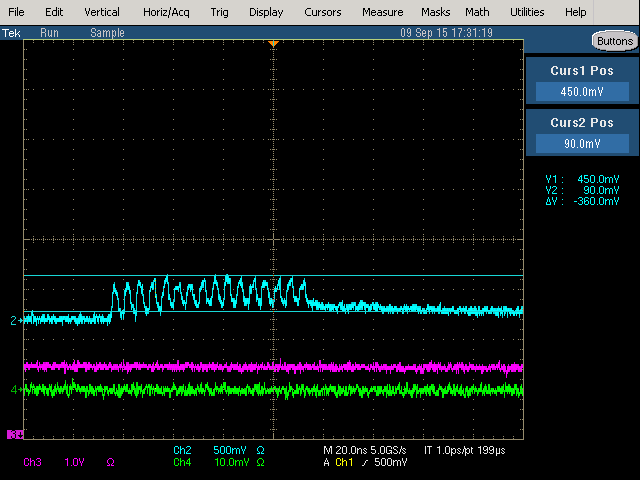 File Edit Vertical Horiz/Acq Trig Display Cursors Measure Masks Math Utilities Help
Tek Run Sample 09 Sep 15 17:31:19
Buttons
Curs1 Pos
450.0mV
Curs2 Pos
90.0mV
V1: 450.0mV
V2: 90.0mV
ΔV: -360.0mV
2
4
Ch2 500mV Ω M 20.0ns 5.0GS/s IT 1.0ps/pt 199µs
Ch3 1.0V Ω Ch4 10.0mV Ω A Ch1 500mV